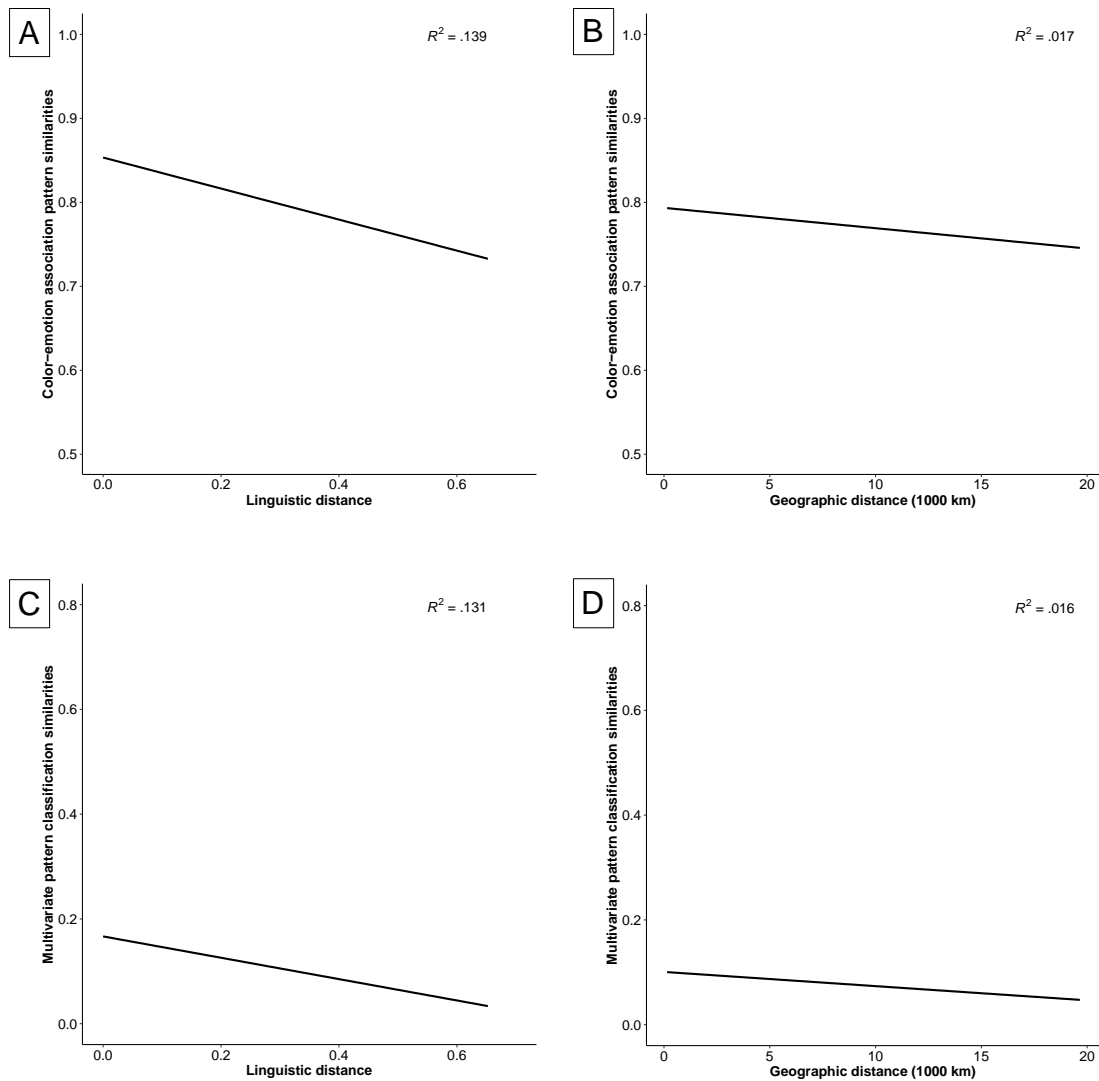 A
R² = .139
Color−emotion association pattern similarities
1.0
0.9
0.8
0.7
0.6
0.5
0.0
0.2
0.4
0.6
Linguistic distance
B
R² = .017
Color−emotion association pattern similarities
1.0
0.9
0.8
0.7
0.6
0.5
0
5
10
15
20
Geographic distance (1000 km)
C
R² = .131
Multivariate pattern classification similarities
0.8
0.6
0.4
0.2
0.0
0.0
0.2
0.4
0.6
Linguistic distance
D
R² = .016
Multivariate pattern classification similarities
0.8
0.6
0.4
0.2
0.0
0
5
10
15
20
Geographic distance (1000 km)